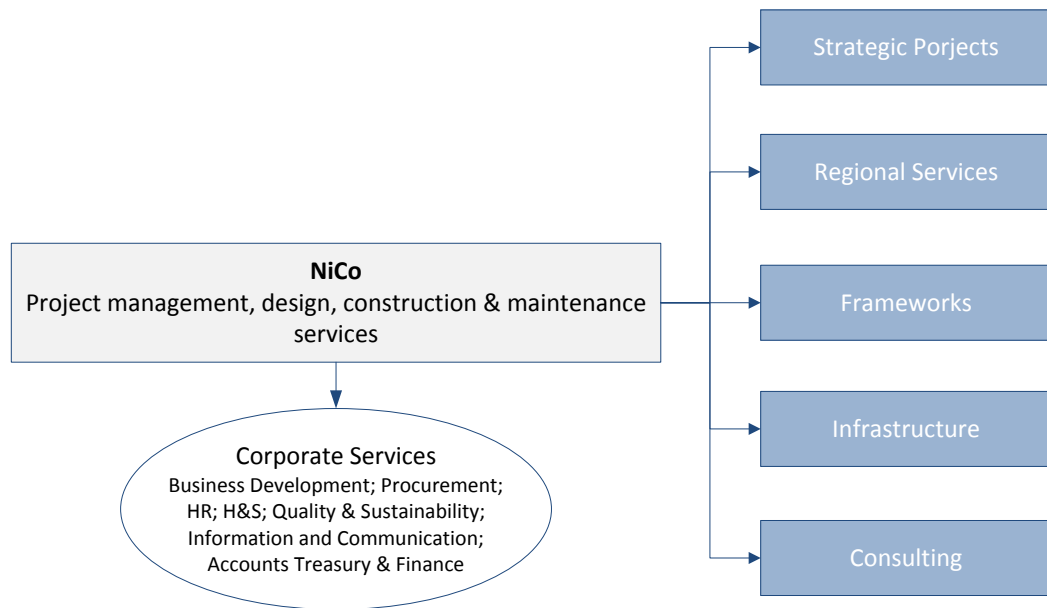 Strategic Porjects
Regional Services
NiCo
Project management, design, construction & maintenance
services
Frameworks
Infrastructure
Corporate Services
Business Development; Procurement;
HR; H&S; Quality & Sustainability;
Information and Communication;
Accounts Treasury & Finance
Consulting